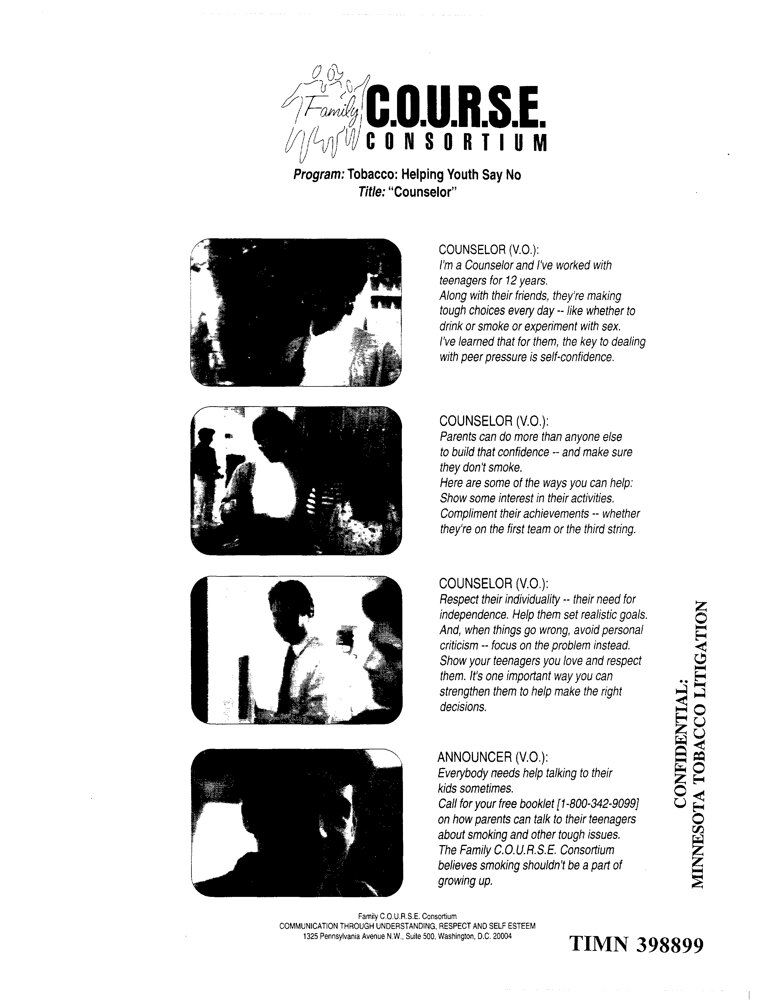 Family C.O.U.R.S.E.
CONSORTIUM
Program: Tobacco: Helping Youth Say No
Title: "Counselor"
COUNSELOR (V.O.):
I'm a Counselor and I've worked with
teenagers for 12 years.
Along with their friends, they're making
tough choices every day -- like whether to
drink or smoke or experiment with sex.
I've learned that for them, the key to dealing
with peer pressure is self-confidence.
COUNSELOR (V.O.):
Parents can do more than anyone else
to build that confidence -- and make sure
they don't smoke.
Here are some of the ways you can help:
Show some interest in their activities.
Compliment their achievements -- whether
they're on the first team or the third string.
COUNSELOR (V.O.):
Respect their individuality -- their need for
independence. Help them set realistic goals.
And, when things go wrong, avoid personal
criticism -- focus on the problem instead.
Show your teenagers you love and respect
them. It's one important way you can
strengthen them to help make the right
decisions.
ANNOUNCER (V.O.):
Everybody needs help talking to their
kids sometimes.
Call for your free booklet [1-800-342-9099]
on how parents can talk to their teenagers
about smoking and other tough issues.
The Family C.O.U.R.S.E. Consortium
believes smoking shouldn't be a part of
growing up.
CONFIDENTIAL:
MINNESOTA TOBACCO LITIGATION
Family C.O.U.R.S.E. Consortium
COMMUNICATION THROUGH UNDERSTANDING, RESPECT AND SELF ESTEEM
1325 Pennsylvania Avenue N.W., Suite 500, Washington, D.C. 20004
TIMN 398899